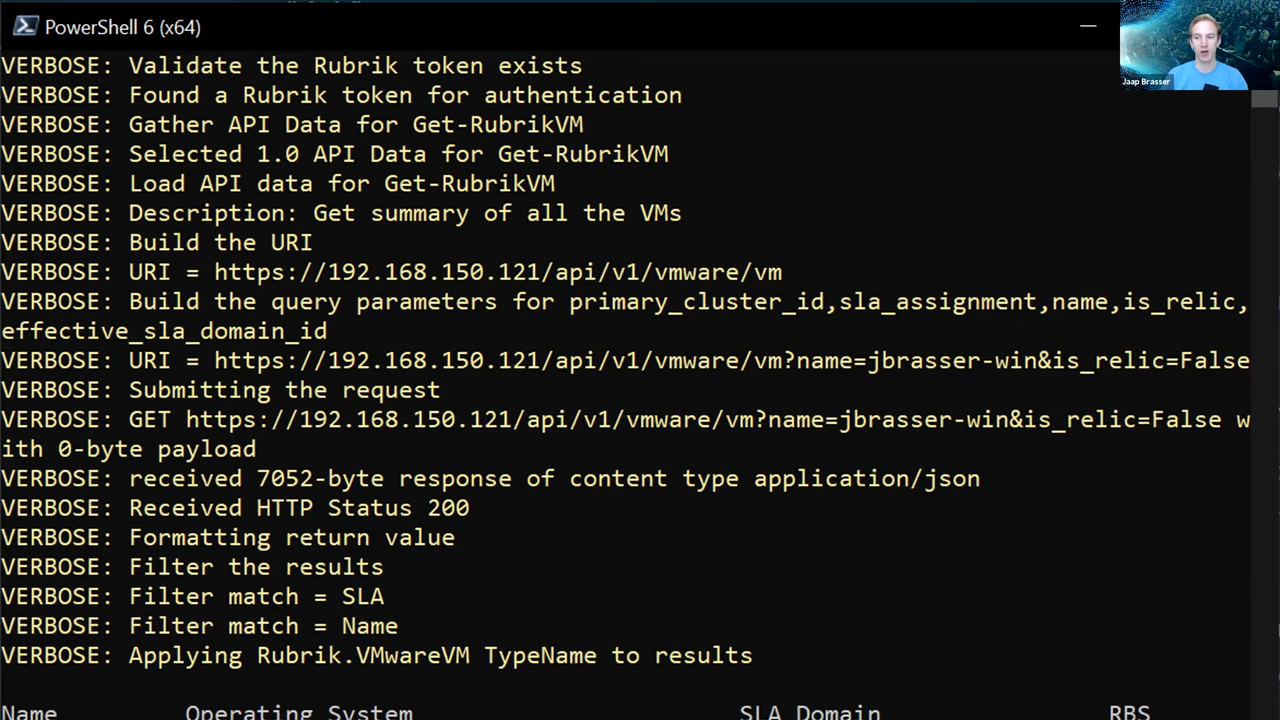 PowerShell 6 (x64)
Jaap Brasser
VERBOSE: Validate the Rubrik token exists
VERBOSE: Found a Rubrik token for authentication
VERBOSE: Gather API Data for Get-RubrikVM
VERBOSE: Selected 1.0 API Data for Get-RubrikVM
VERBOSE: Load API data for Get-RubrikVM
VERBOSE: Description: Get summary of all the VMs
VERBOSE: Build the URI
VERBOSE: URI = https://192.168.150.121/api/v1/vmware/vm
VERBOSE: Build the query parameters for primary_cluster_id,sla_assignment,name,is_relic,
effective_sla_domain_id
VERBOSE: URI = https://192.168.150.121/api/v1/vmware/vm?name=jbrasser-win&is_relic=False
VERBOSE: Submitting the request
VERBOSE: GET https://192.168.150.121/api/v1/vmware/vm?name=jbrasser-win&is_relic=False w
ith 0-byte payload
VERBOSE: received 7052-byte response of content type application/json
VERBOSE: Received HTTP Status 200
VERBOSE: Formatting return value
VERBOSE: Filter the results
VERBOSE: Filter match = SLA
VERBOSE: Filter match = Name
VERBOSE: Applying Rubrik.VMwareVM TypeName to results
Name Operating System SLA Domain RBS